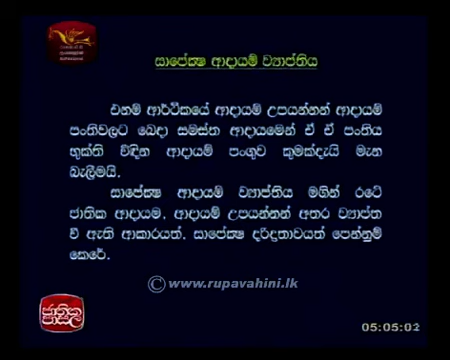 සාපේක්‍ෂ ආදායම් ව්‍යාප්තිය
එනම් ආර්ථිකයේ ආදායම් උපයන්නන් ආදායම්
පංතිවලට බෙදා සමස්ත ආදායමෙන් ඒ ඒ පංතිය
භුක්ති විඳින ආදායම් පංගුව කුමක්දැයි මැන
බැලීමයි.
සාපේක්‍ෂ ආදායම් ව්‍යාප්තිය මගින් රටේ
ජාතික ආදායම, ආදායම් උපයන්නන් අතර ව්‍යාප්ත
වී ඇති ආකාරයත්, සාපේක්‍ෂ දරිද්‍රතාවයත් පෙන්නුම්
කෙරේ.
© www.rupavahini.lk
ජාතික
පාසල
05:05:02